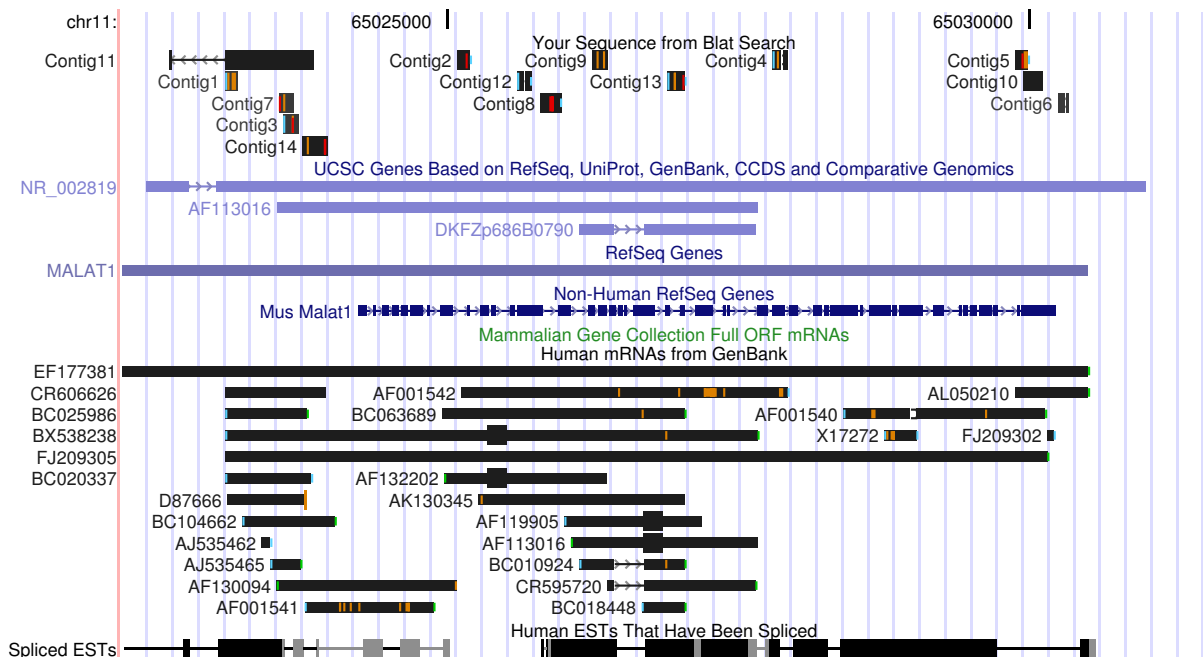 chr11: 65025000 65030000
Your Sequence from Blat Search
Contig11 Contig2 Contig9 Contig4 Contig5
Contig1 Contig12 Contig13 Contig10
Contig7 Contig8 Contig6
Contig3
Contig14
UCSC Genes Based on RefSeq, UniProt, GenBank, CCDS and Comparative Genomics
NR_002819
AF113016
DKFZp686B0790
RefSeq Genes
MALAT1
Non-Human RefSeq Genes
Mus Malat1
Mammalian Gene Collection Full ORF mRNAs
Human mRNAs from GenBank
EF177381
CR606626 AF001542 AL050210
BC025986 BC063689 AF001540
BX538238 X17272 FJ209302
FJ209305
BC020337 AF132202
D87666 AK130345
BC104662 AF119905
AJ535462 AF113016
AJ535465 BC010924
AF130094 CR595720
AF001541 BC018448
Human ESTs That Have Been Spliced
Spliced ESTs